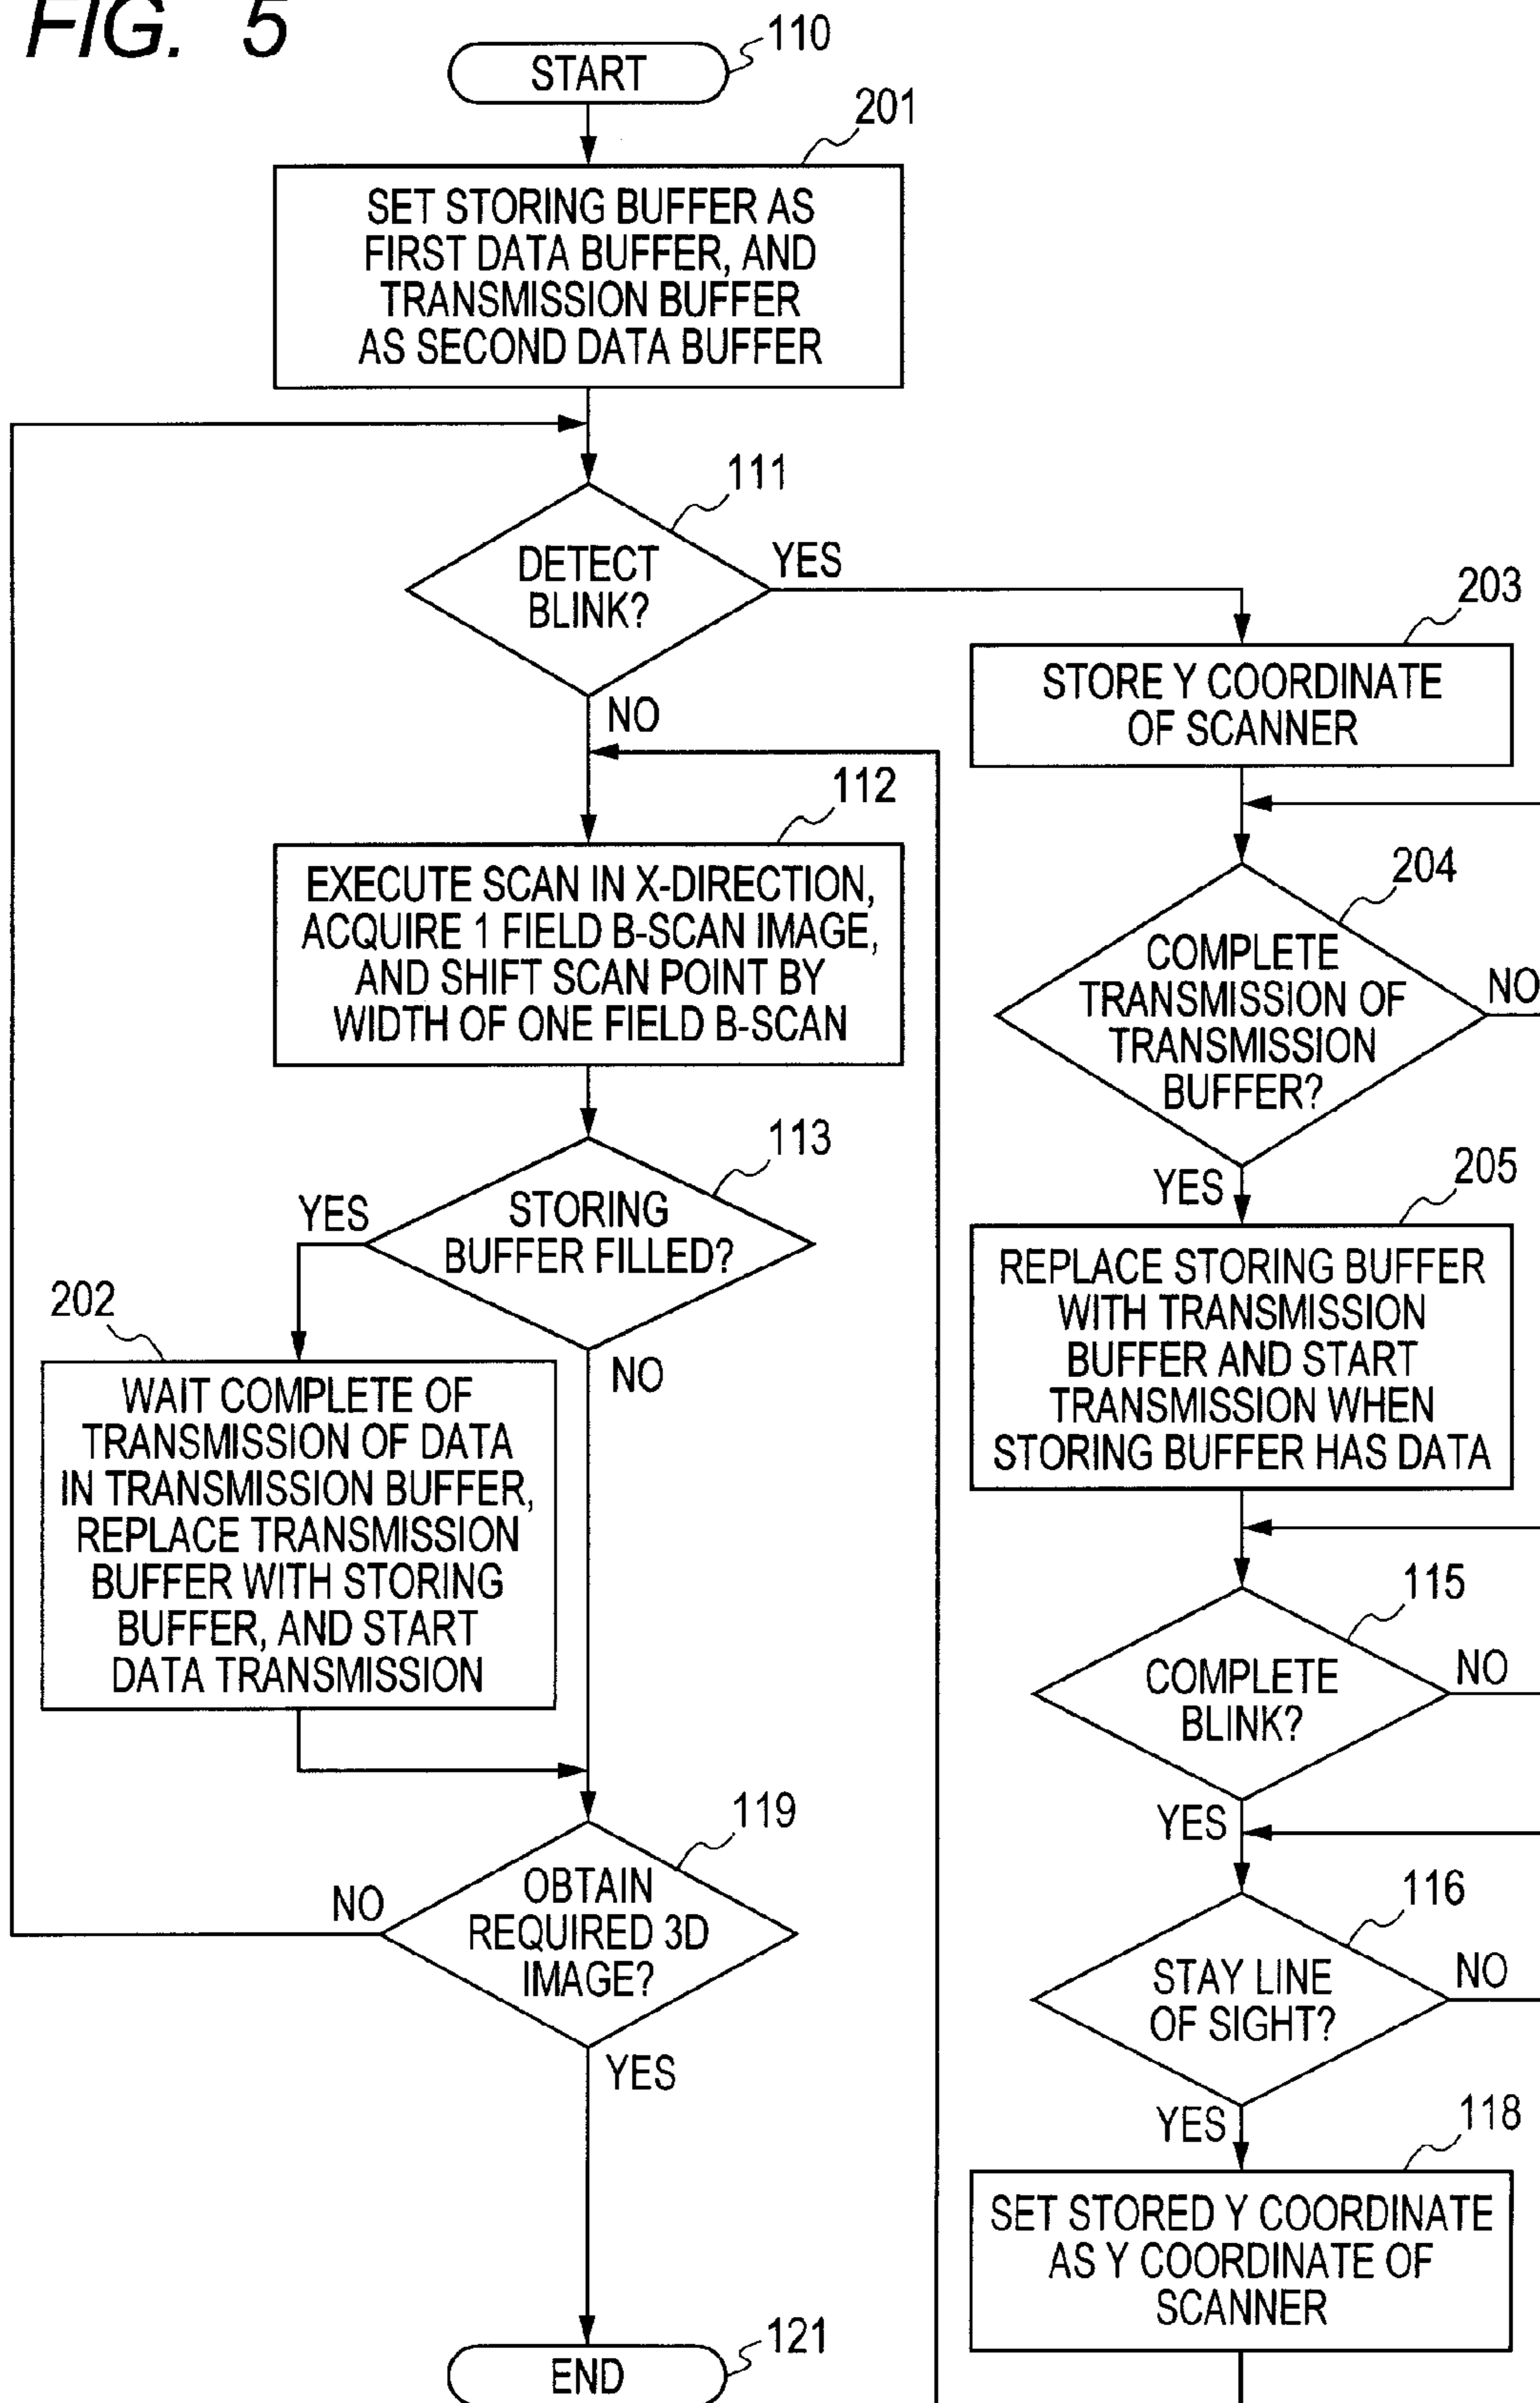 FIG. 5
START
110
201
SET STORING BUFFER AS
FIRST DATA BUFFER, AND
TRANSMISSION BUFFER
AS SECOND DATA BUFFER
111
DETECT
BLINK?
YES
NO
112
EXECUTE SCAN IN X-DIRECTION,
ACQUIRE 1 FIELD B-SCAN IMAGE,
AND SHIFT SCAN POINT BY
WIDTH OF ONE FIELD B-SCAN
113
STORING
BUFFER FILLED?
YES
NO
202
WAIT COMPLETE OF
TRANSMISSION OF DATA
IN TRANSMISSION BUFFER,
REPLACE TRANSMISSION
BUFFER WITH STORING
BUFFER, AND START
DATA TRANSMISSION
119
OBTAIN
REQUIRED 3D
IMAGE?
NO
YES
121
END
203
STORE Y COORDINATE
OF SCANNER
204
COMPLETE
TRANSMISSION OF
TRANSMISSION
BUFFER?
NO
YES
205
REPLACE STORING BUFFER
WITH TRANSMISSION
BUFFER AND START
TRANSMISSION WHEN
STORING BUFFER HAS DATA
115
COMPLETE
BLINK?
NO
YES
116
STAY LINE
OF SIGHT?
NO
YES
118
SET STORED Y COORDINATE
AS Y COORDINATE OF
SCANNER